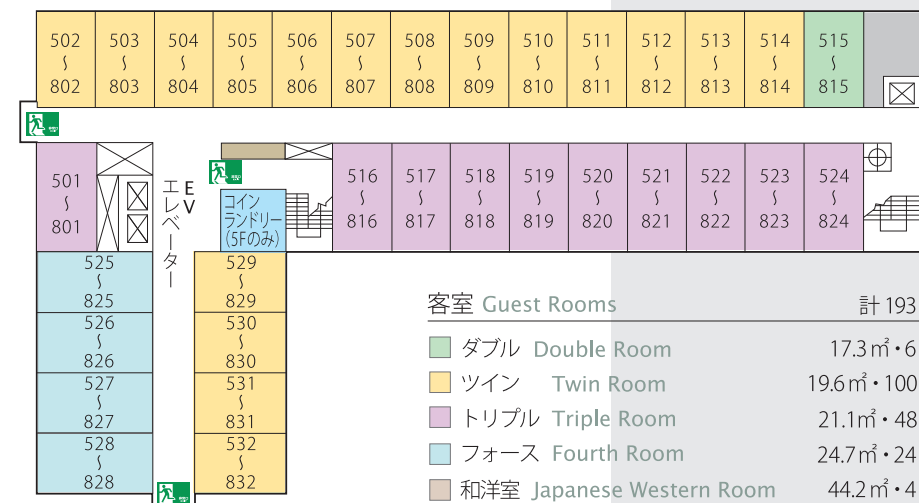 502 503 504 505 506 507 508 509 510 511 512 513 514 515
～ ～ ～ ～ ～ ～ ～ ～ ～ ～ ～ ～ ～ ～
802 803 804 805 806 807 808 809 810 811 812 813 814 815
501
～
801
EV
エレベーター
コイン
ランドリー
(5Fのみ)
516 517 518 519 520 521 522 523 524
～ ～ ～ ～ ～ ～ ～ ～ ～
816 817 818 819 820 821 822 823 824
525
～
825
526
～
826
527
～
827
528
～
828
529
～
829
530
～
830
531
～
831
532
～
832
客室 Guest Rooms 計 193
ダブル Double Room 17.3㎡・6
ツイン Twin Room 19.6㎡・100
トリプル Triple Room 21.1㎡・48
フォース Fourth Room 24.7㎡・24
和洋室 Japanese Western Room 44.2㎡・4